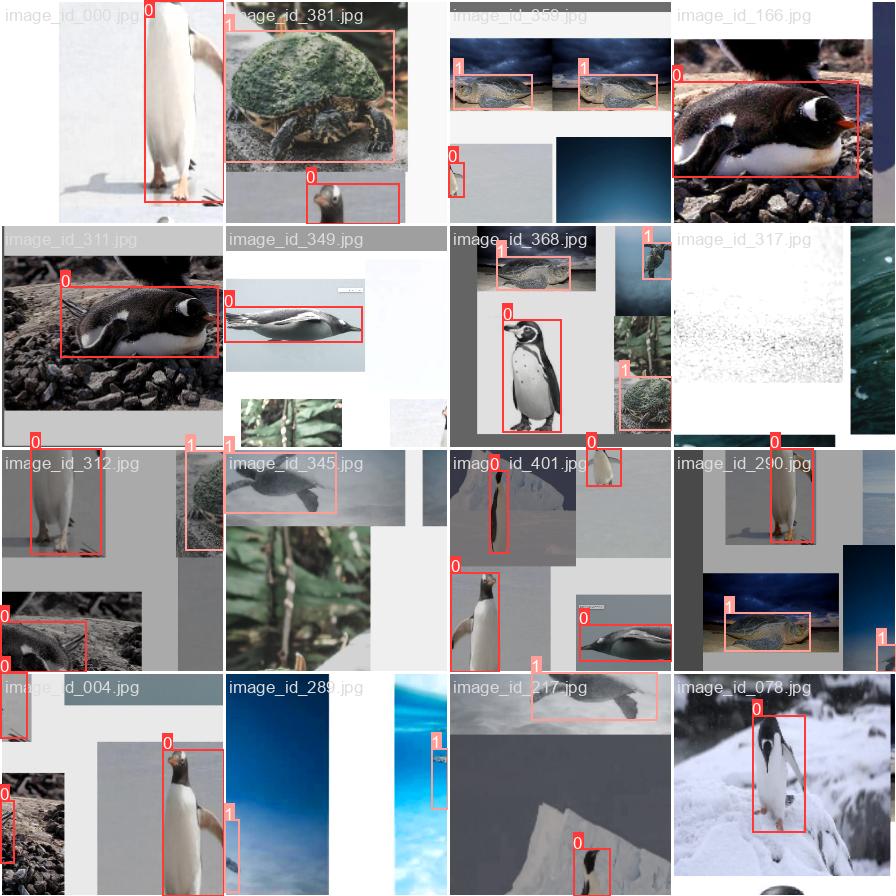 image_id_000.jpg
image_id_381.jpg
image_id_359.jpg
image_id_166.jpg
0
1
1
1
0
0
0
image_id_311.jpg
image_id_349.jpg
image_id_368.jpg
image_id_317.jpg
0
0
1
1
0
1
image_id_312.jpg
image_id_345.jpg
image_id_401.jpg
image_id_290.jpg
0
1
1
0
0
0
0
0
0
0
1
1
image_id_004.jpg
image_id_289.jpg
image_id_217.jpg
image_id_078.jpg
0
0
1
1
1
0
0